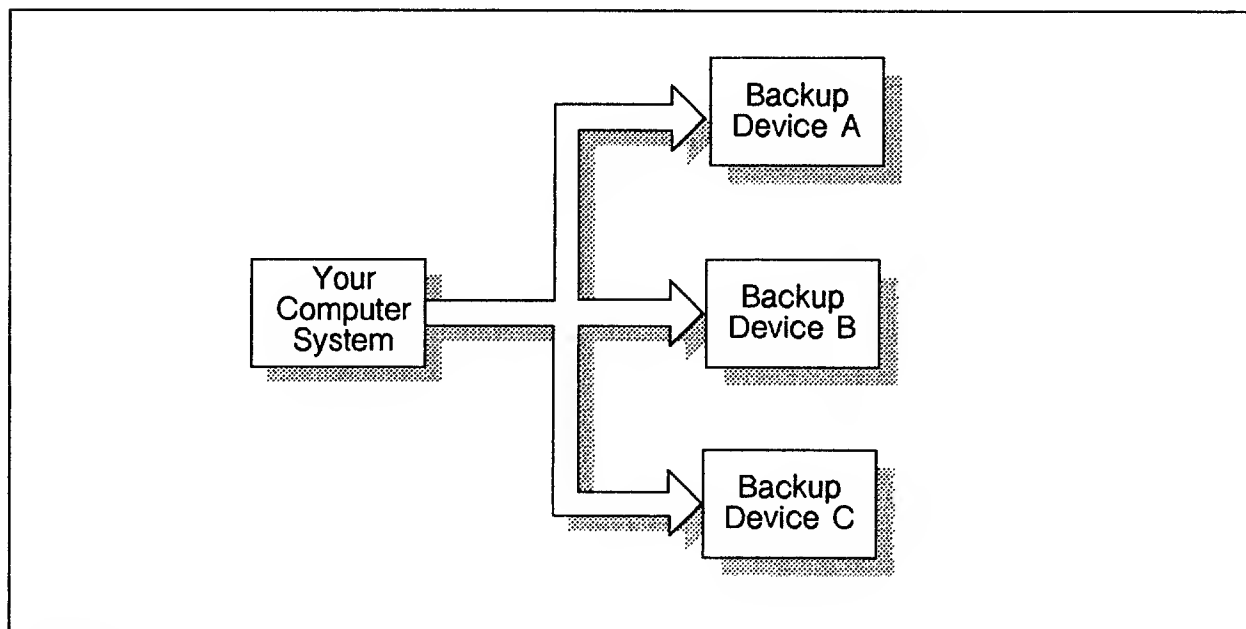 Backup
Device A
Your
Computer
System
Backup
Device B
Backup
Device C